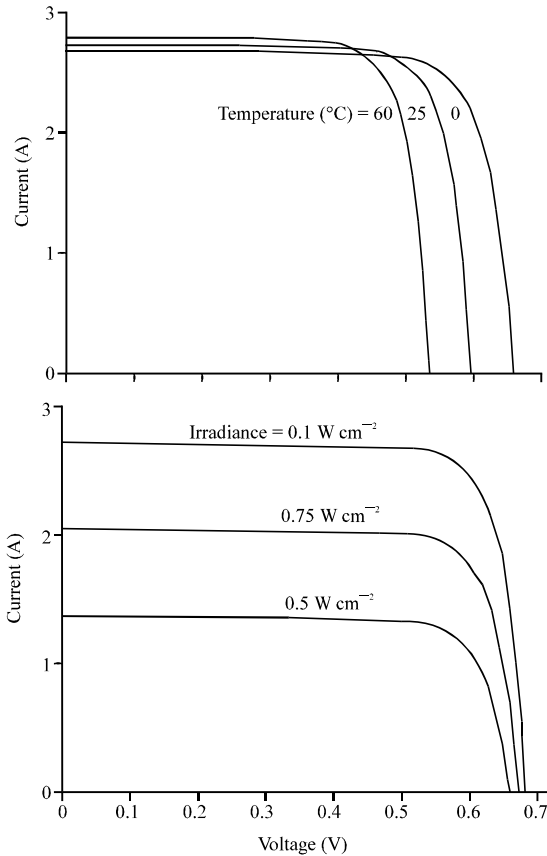 3
Temperature (°C) = 60 25 0
2
Current (A)
1
0
3
Irradiance = 0.1 W cm⁻²
0.75 W cm⁻²
2
Current (A)
0.5 W cm⁻²
1
0
0 0.1 0.2 0.3 0.4 0.5 0.6 0.7
Voltage (V)